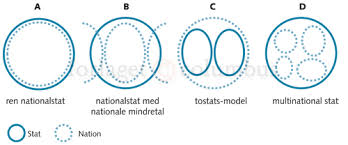 A
B
C
D
ren nationalstat
nationalstat med
nationale mindretal
tostats-model
multinational stat
Stat
Nation